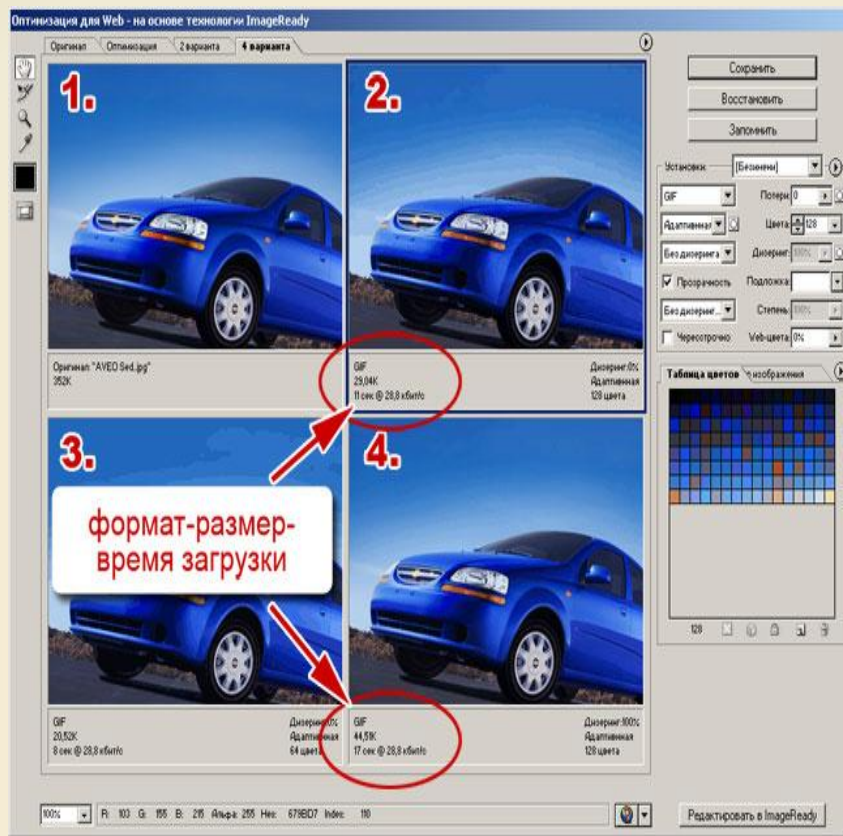 Оптимизация для Web - на основе технологии ImageReady
Оригинал Оптимизация 2 варианта 4 варианта
1.
2.
Оригинал: "AVEO Sed.jpg"
352K
GIF
29,04K
11 сек @ 28,8 кбит/с
Дизеринг:0%
Адаптивная
128 цвета
3.
4.
формат-размер-
время загрузки
GIF
20,52K
8 сек @ 28,8 кбит/с
Дизеринг:0%
Адаптивная
64 цвета
GIF
44,51K
17 сек @ 28,8 кбит/с
Дизеринг:100%
Адаптивная
128 цвета
100% R: 103 G: 155 B: 215 Альфа: 255 Hex: 679BD7 Index: 110
Сохранить
Восстановить
Запомнить
Установки: [Безимени]
GIF Потери: 0
Адаптивная Цвета: 128
Без дизеринга Дизеринг: 100%
Прозрачность Подложка:
Без дизеринг... Степень: 100%
Чересстрочно Web-цвета: 0%
Таблица цветов изображения
128
Редактировать в ImageReady